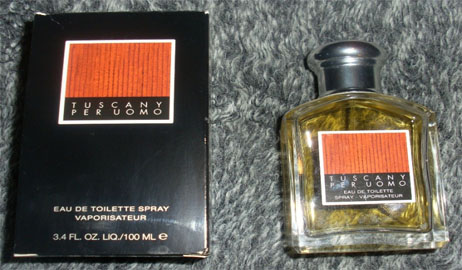 TUSCANY
PER UOMO
EAU DE TOILETTE SPRAY
VAPORISATEUR
3.4 FL. OZ. LIQ./100 ML e
TUSCANY
PER UOMO
EAU DE TOILETTE
SPRAY VAPORISATEUR